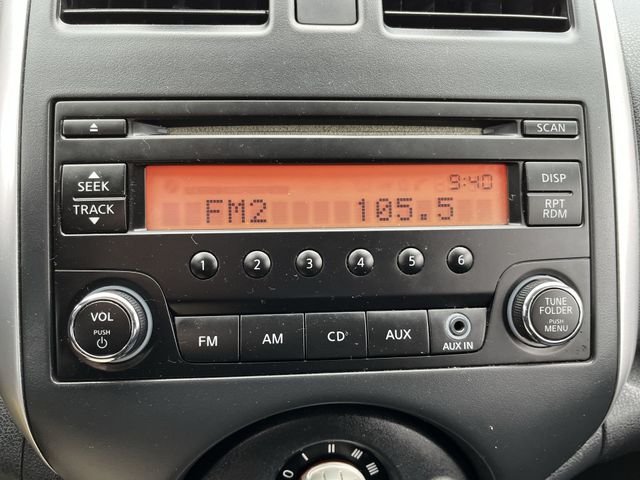 SCAN
9:40
SEEK
TRACK
DISP
RPT
RDM
FM2 105.5
1 2 3 4 5 6
VOL
PUSH
FM AM CD AUX
AUX IN
TUNE
FOLDER
PUSH
MENU
0